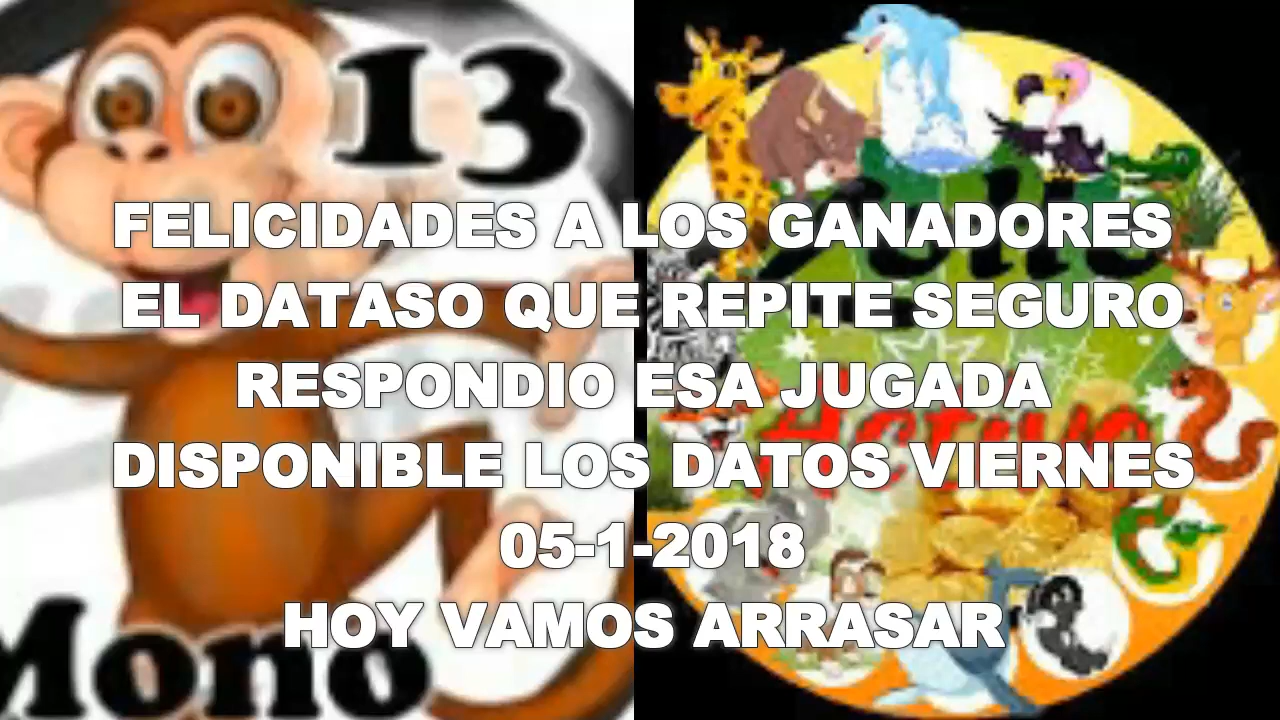 13
FELICIDADES A LOS GANADORES
EL DATASO QUE REPITE SEGURO
RESPONDIO ESA JUGADA
DISPONIBLE LOS DATOS VIERNES
05-1-2018
HOY VAMOS ARRASAR
Mono
Activo